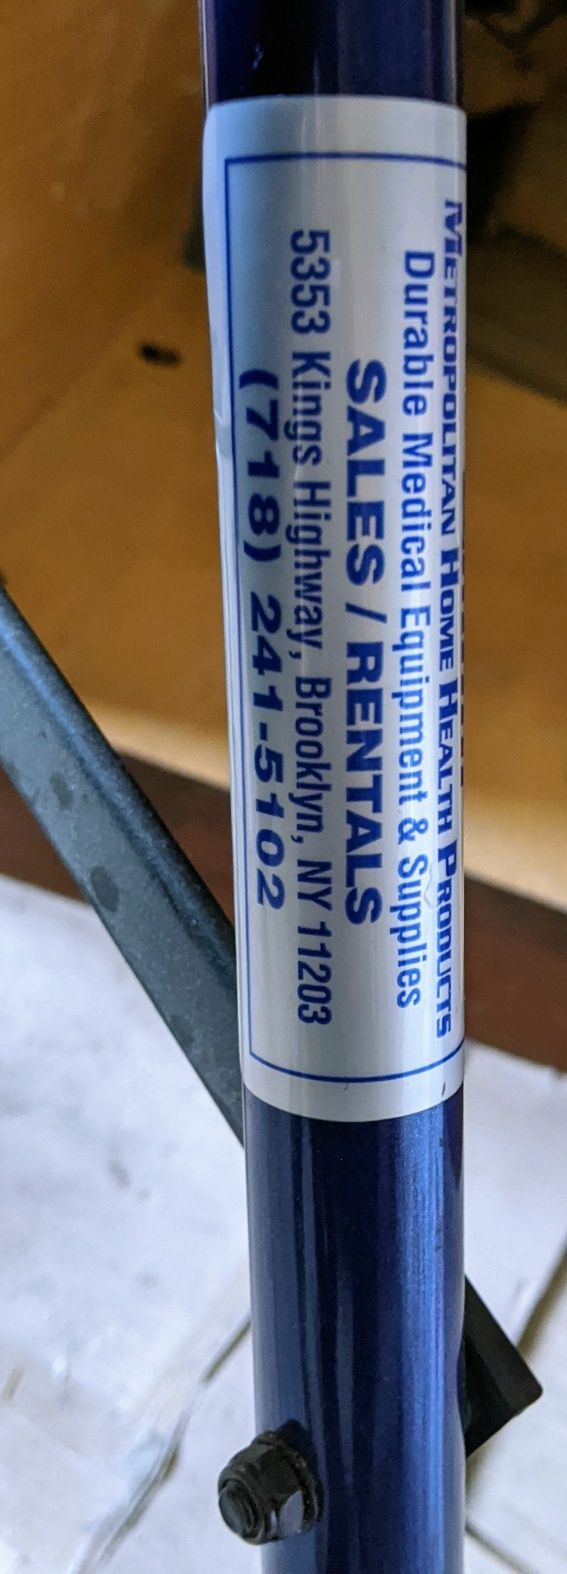 METROPOLITAN HOME HEALTH PRODUCTS
Durable Medical Equipment & Supplies
SALES / RENTALS
5353 Kings Highway, Brooklyn, NY 11203
(718) 241-5102